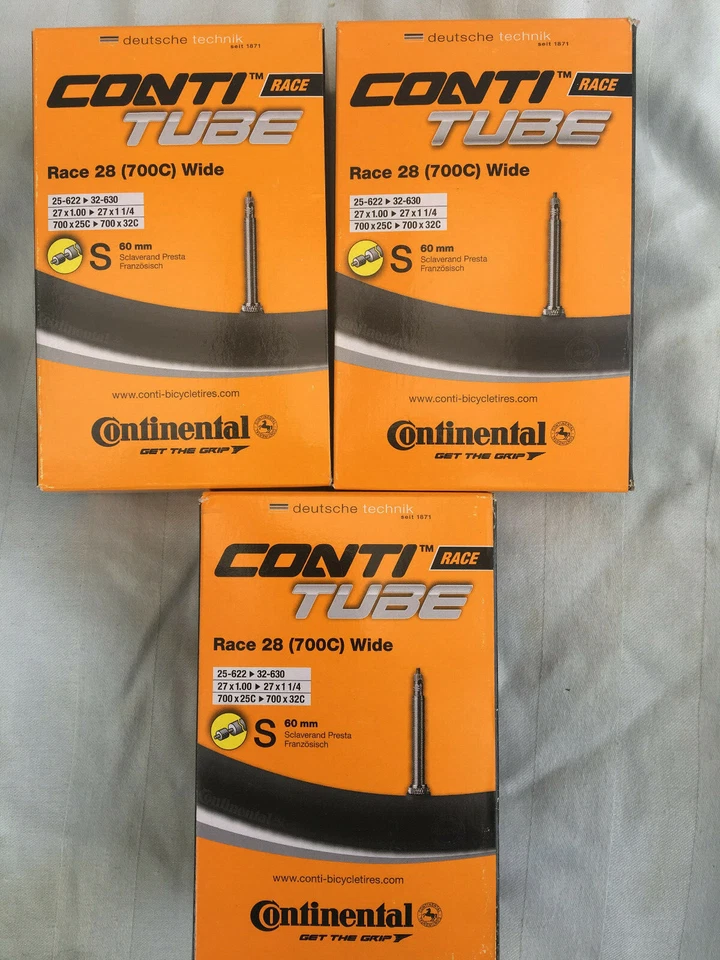 deutsche technik
seit 1871
CONTI™ RACE
TUBE
Race 28 (700C) Wide
25-622 ▸ 32-630
27 x 1.00 ▸ 27 x 1 1/4
700 x 25C ▸ 700 x 32C
S
60 mm
Sclaverand Presta
Französisch
Continental
www.conti-bicycletires.com
Continental
GET THE GRIP
deutsche technik
seit 1871
CONTI™ RACE
TUBE
Race 28 (700C) Wide
25-622 ▸ 32-630
27 x 1.00 ▸ 27 x 1 1/4
700 x 25C ▸ 700 x 32C
S
60 mm
Sclaverand Presta
Französisch
Continental
www.conti-bicycletires.com
Continental
GET THE GRIP
deutsche technik
seit 1871
CONTI™ RACE
TUBE
Race 28 (700C) Wide
25-622 ▸ 32-630
27 x 1.00 ▸ 27 x 1 1/4
700 x 25C ▸ 700 x 32C
S
60 mm
Sclaverand Presta
Französisch
Continental
www.conti-bicycletires.com
Continental
GET THE GRIP